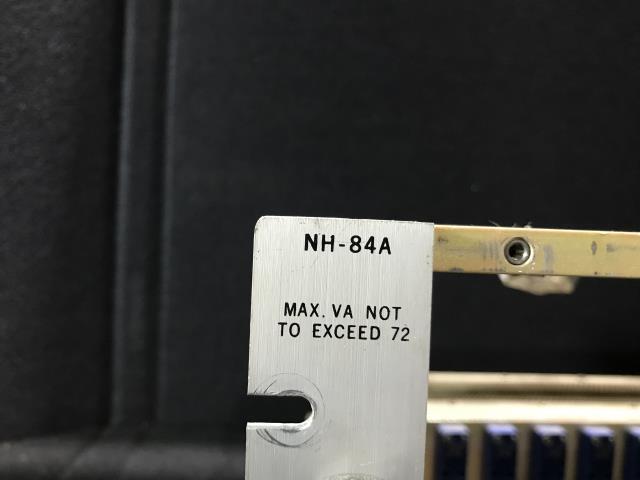 NH-84A
MAX. VA NOT
TO EXCEED 72